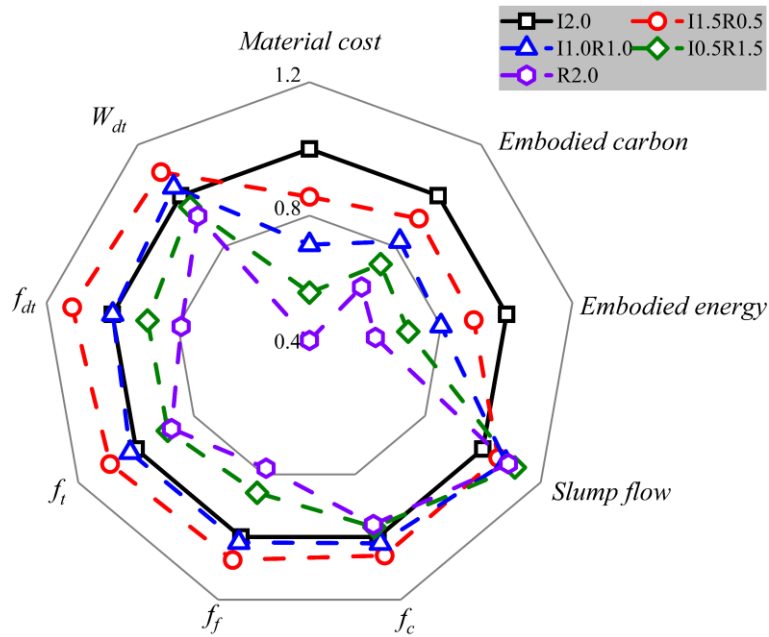 I2.0 I1.5R0.5
I1.0R1.0 I0.5R1.5
R2.0
Material cost
1.2
W_dt
Embodied carbon
0.8
f_dt
Embodied energy
0.4
f_t
Slump flow
f_f
f_c